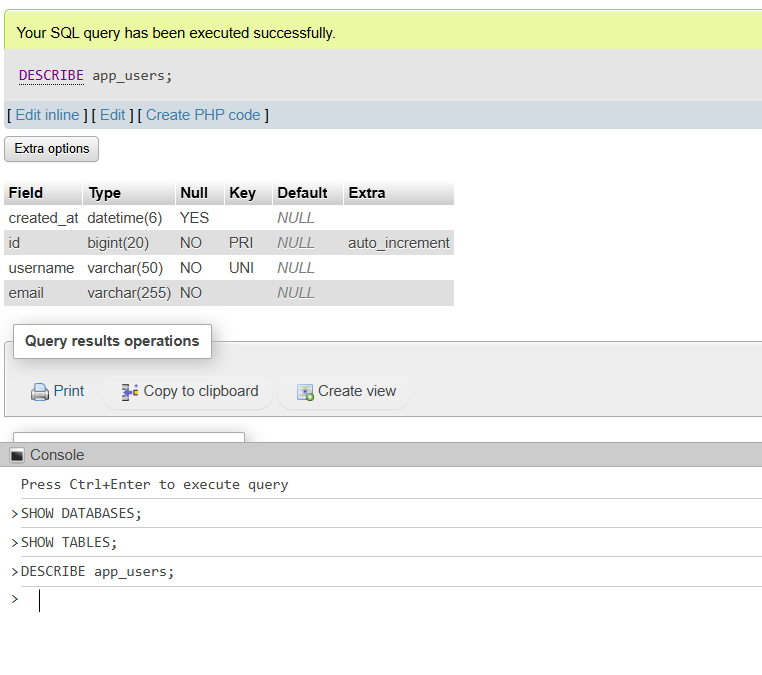 Your SQL query has been executed successfully.
DESCRIBE app_users;
[ Edit inline ] [ Edit ] [ Create PHP code ]
Extra options
Field Type Null Key Default Extra
created_at datetime(6) YES NULL
id bigint(20) NO PRI NULL auto_increment
username varchar(50) NO UNI NULL
email varchar(255) NO NULL
Query results operations
Print Copy to clipboard Create view
Console
Press Ctrl+Enter to execute query
>SHOW DATABASES;
>SHOW TABLES;
>DESCRIBE app_users;
>